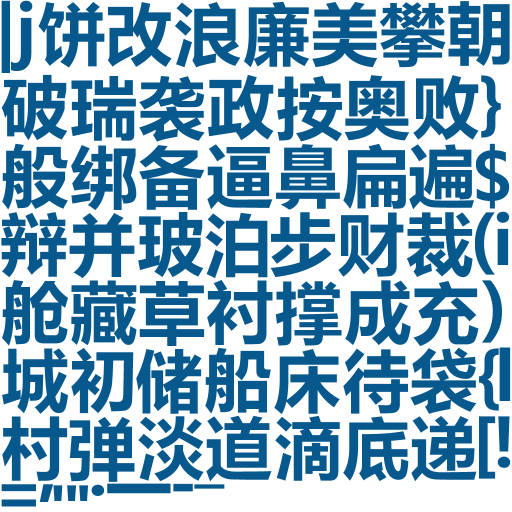 |j饼改浪廉美攀朝
破瑞袭政按奥败}
般绑备逼鼻扁遍$
辩并玻泊步财裁(i
舱藏草衬撑成充)
城初储船床待袋{l
村弹淡道滴底递[!